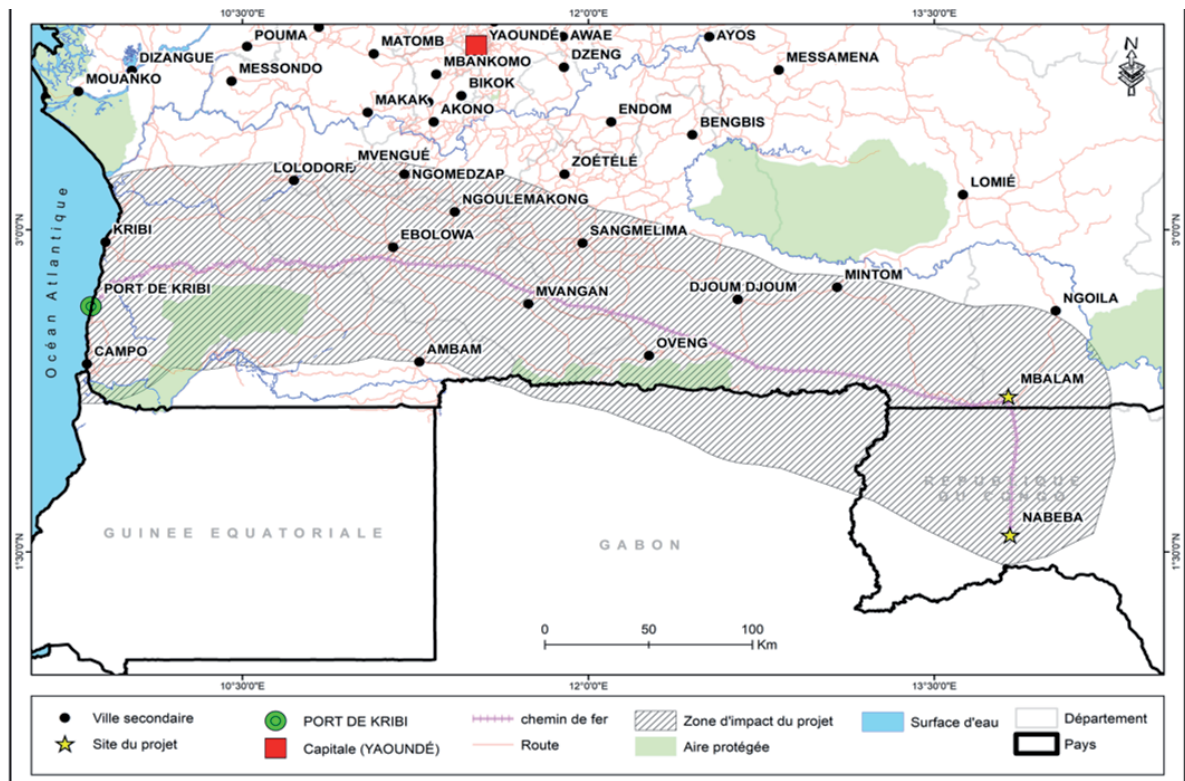 10°30'0"E 12°0'0"E 13°30'0"E
POUMA
MATOMB
YAOUNDÉ
AWAE
AYOS
N
DIZANGUE
MBANKOMO
DZENG
MESSAMENA
MOUANKO
MESSONDO
BIKOK
MAKAK
AKONO
ENDOM
BENGBIS
MVENGUÉ
ZOÉTÉLÉ
LOLODORF
NGOMEDZAP
LOMIÉ
NGOULEMAKONG
3°0'0"N
KRIBI
EBOLOWA
SANGMELIMA
3°0'0"N
Océan Atlantique
MINTOM
PORT DE KRIBI
MVANGAN
DJOUM DJOUM
NGOILA
CAMPO
AMBAM
OVENG
MBALAM
REPUBLIQUE
DU CONGO
NABEBA
GUINEE EQUATORIALE
GABON
1°30'0"N
1°30'0"N
0 50 100
Km
10°30'0"E 12°0'0"E 13°30'0"E
Ville secondaire
PORT DE KRIBI
chemin de fer
Zone d'impact du projet
Surface d'eau
Département
Site du projet
Capitale (YAOUNDÉ)
Route
Aire protégée
Pays